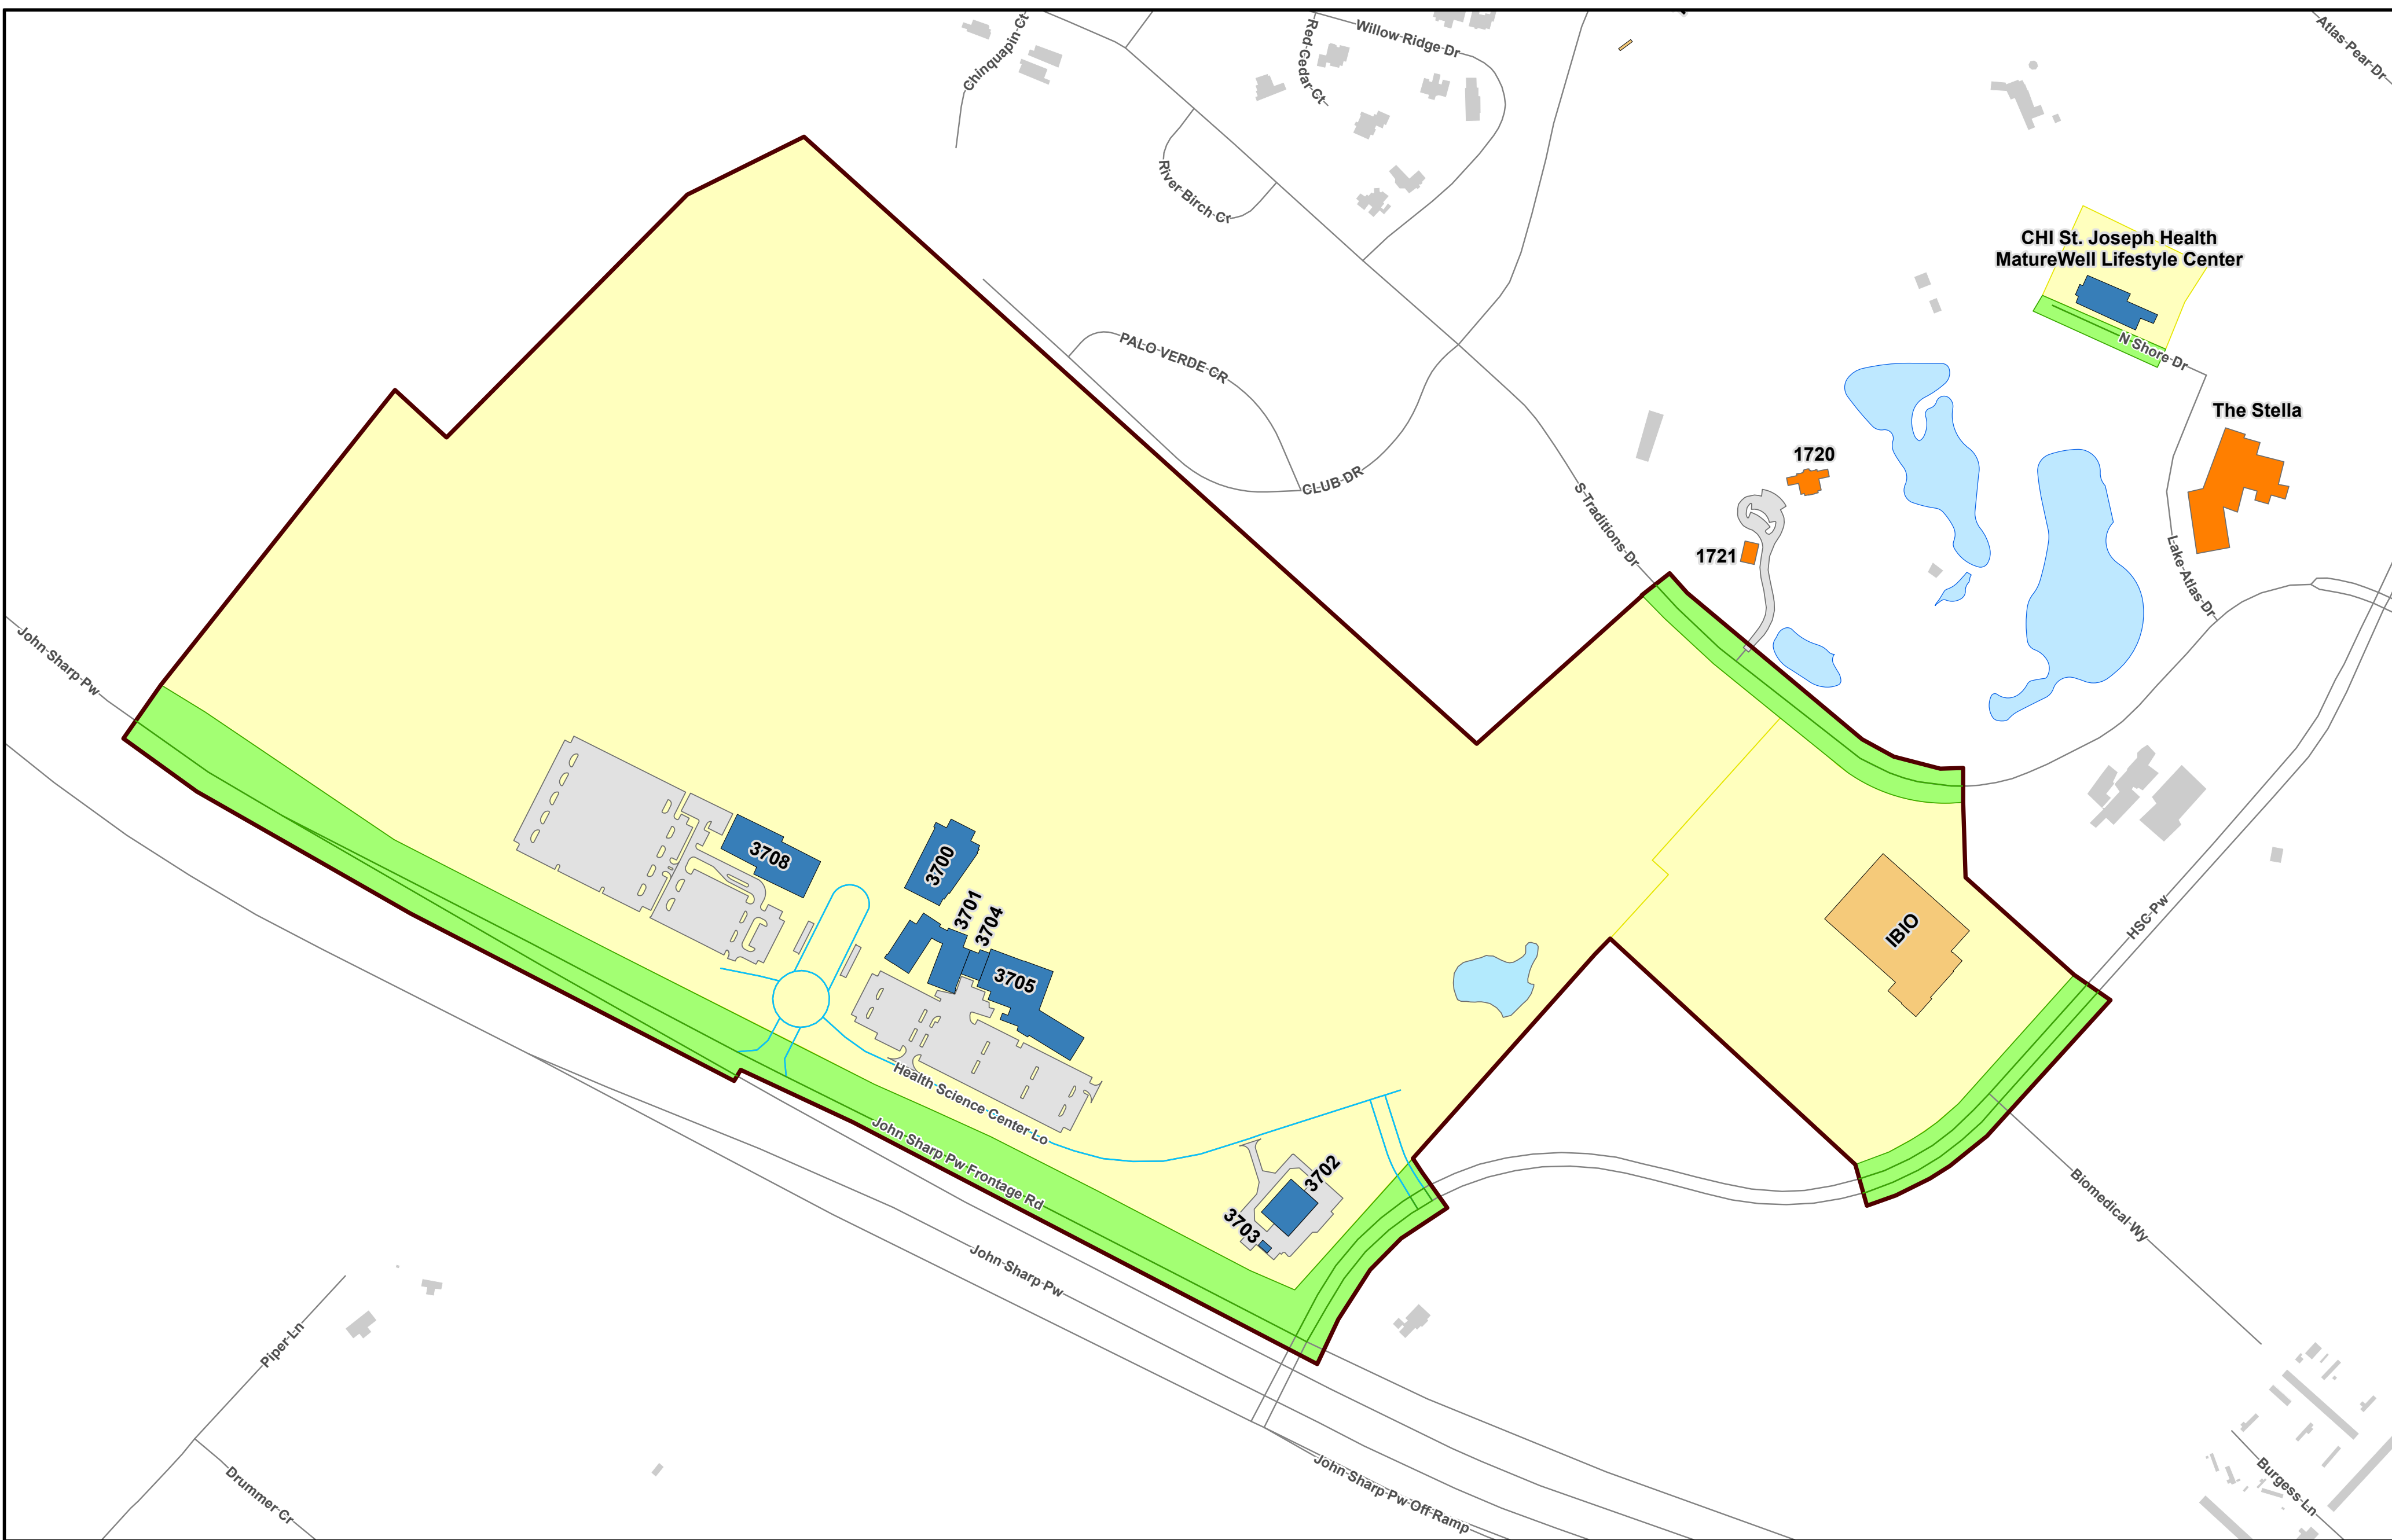 Chinquapin Ct
Red Cedar Ct
Willow Ridge Dr
Atlas Pear Dr
River Birch Cr
CHI St. Joseph Health
MatureWell Lifestyle Center
N Shore Dr
PALO VERDE CR
The Stella
1720
CLUB DR
S Traditions Dr
1721
Lake Atlas Dr
John Sharp Pw
3708
3700
3701
3704
3705
IBIO
HSC Pw
Health Science Center Lo
John Sharp Pw Frontage Rd
3702
3703
Biomedical Wy
John Sharp Pw
Piper Ln
Drummer Cr
John Sharp Pw Off Ramp
Burgess Ln